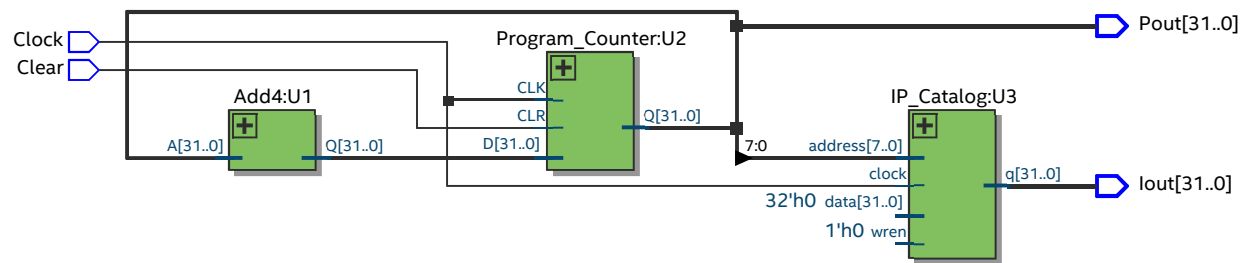 Clock
Clear
Program_Counter:U2
Pout[31..0]
CLK
Add4:U1
CLR
Q[31..0]
IP_Catalog:U3
A[31..0]
Q[31..0]
D[31..0]
7:0
address[7..0]
clock
q[31..0]
Iout[31..0]
32'h0 data[31..0]
1'h0 wren